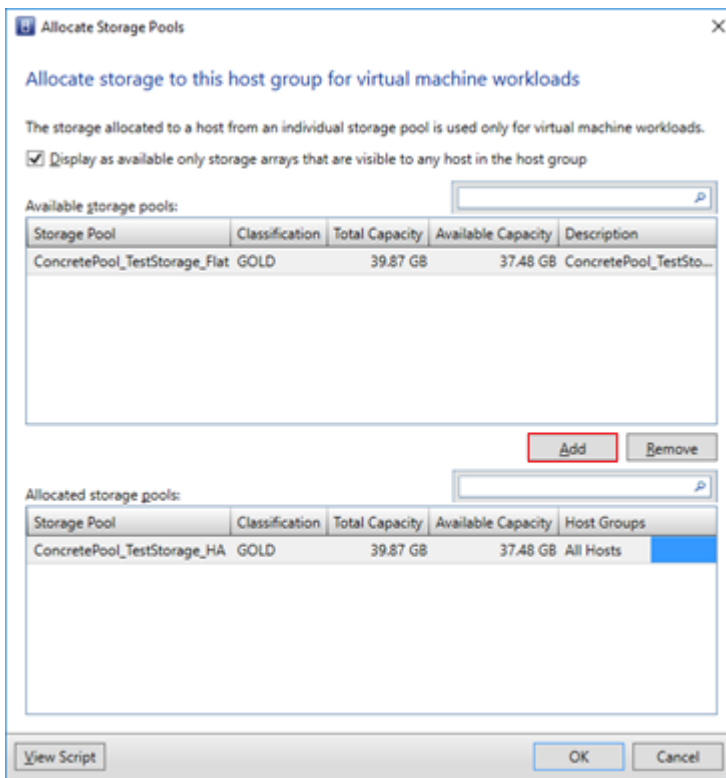 Allocate Storage Pools
Allocate storage to this host group for virtual machine workloads
The storage allocated to a host from an individual storage pool is used only for virtual machine workloads.
Display as available only storage arrays that are visible to any host in the host group
Available storage pools:
Storage Pool Classification Total Capacity Available Capacity Description
ConcretePool_TestStorage_Flat GOLD 39.87 GB 37.48 GB ConcretePool_TestSto...
Add Remove
Allocated storage pools:
Storage Pool Classification Total Capacity Available Capacity Host Groups
ConcretePool_TestStorage_HA GOLD 39.87 GB 37.48 GB All Hosts
View Script OK Cancel